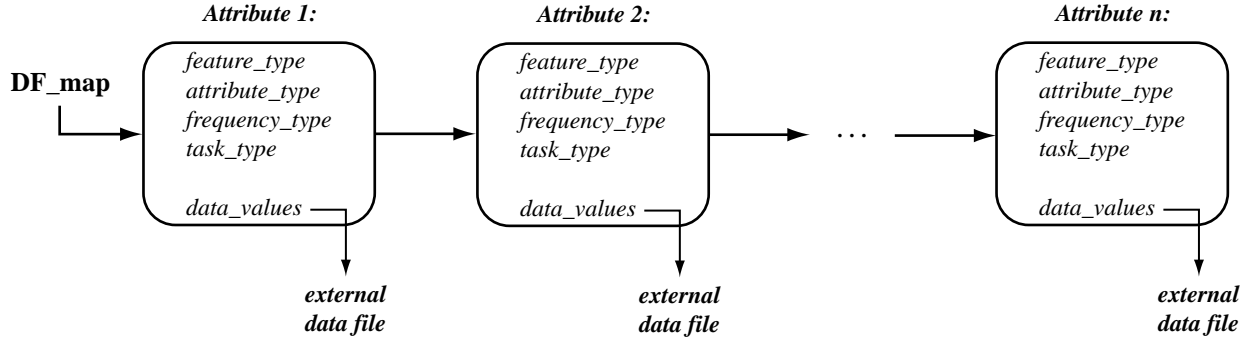 Attribute 1:
Attribute 2:
Attribute n:
DF_map
feature_type
attribute_type
frequency_type
task_type
data_values
external
data file
feature_type
attribute_type
frequency_type
task_type
data_values
external
data file
. . .
feature_type
attribute_type
frequency_type
task_type
data_values
external
data file